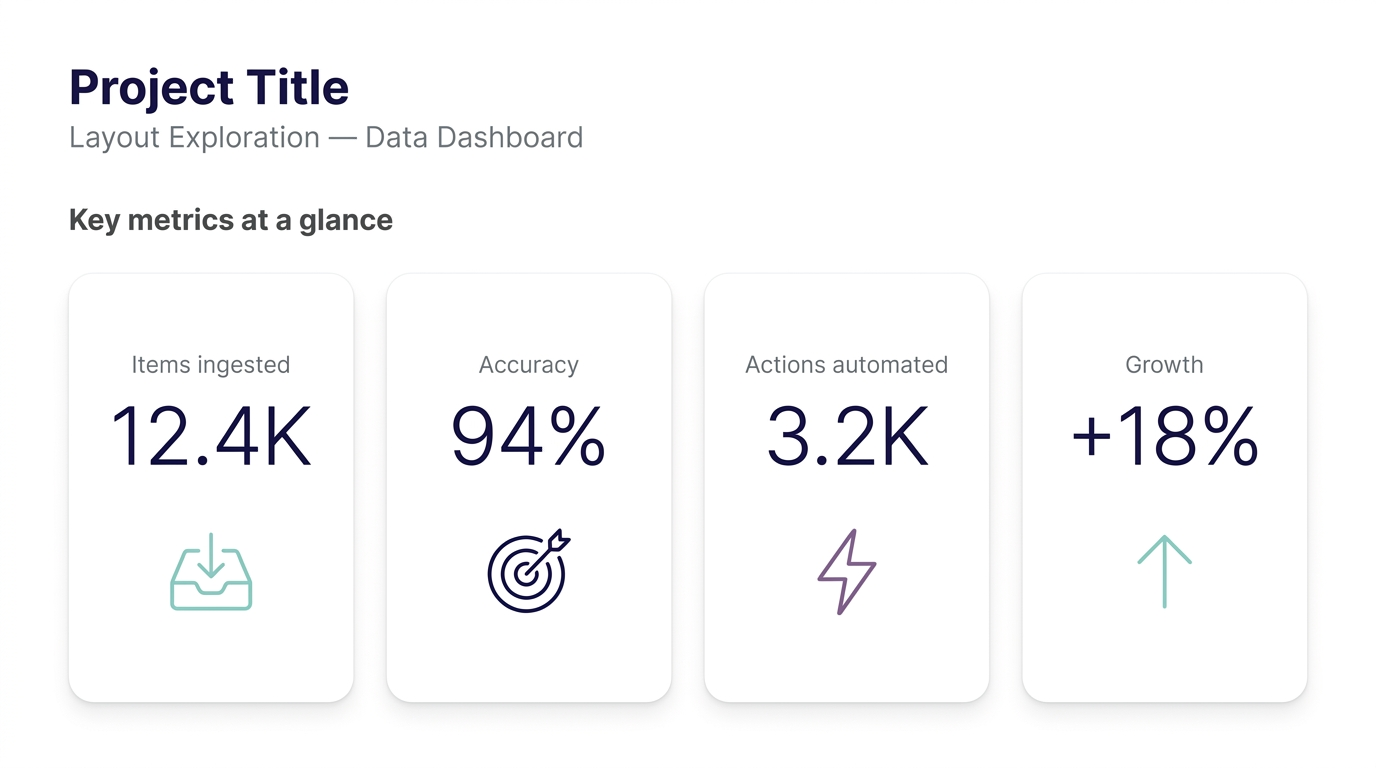 Project Title
Layout Exploration — Data Dashboard
Key metrics at a glance
Items ingested
12.4K
Accuracy
94%
Actions automated
3.2K
Growth
+18%